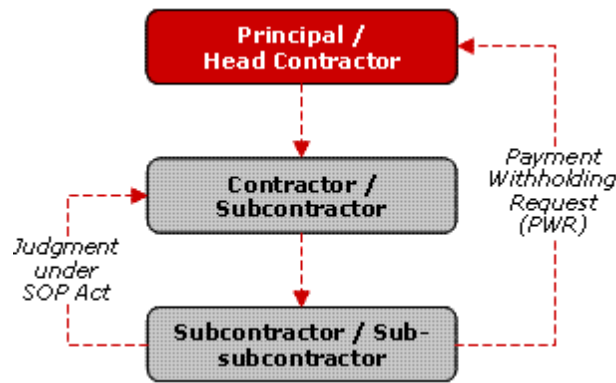 Principal /
Head Contractor
Payment
Withholding
Request
(PWR)
Contractor /
Subcontractor
Judgment
under
SOP Act
Subcontractor / Sub-
subcontractor